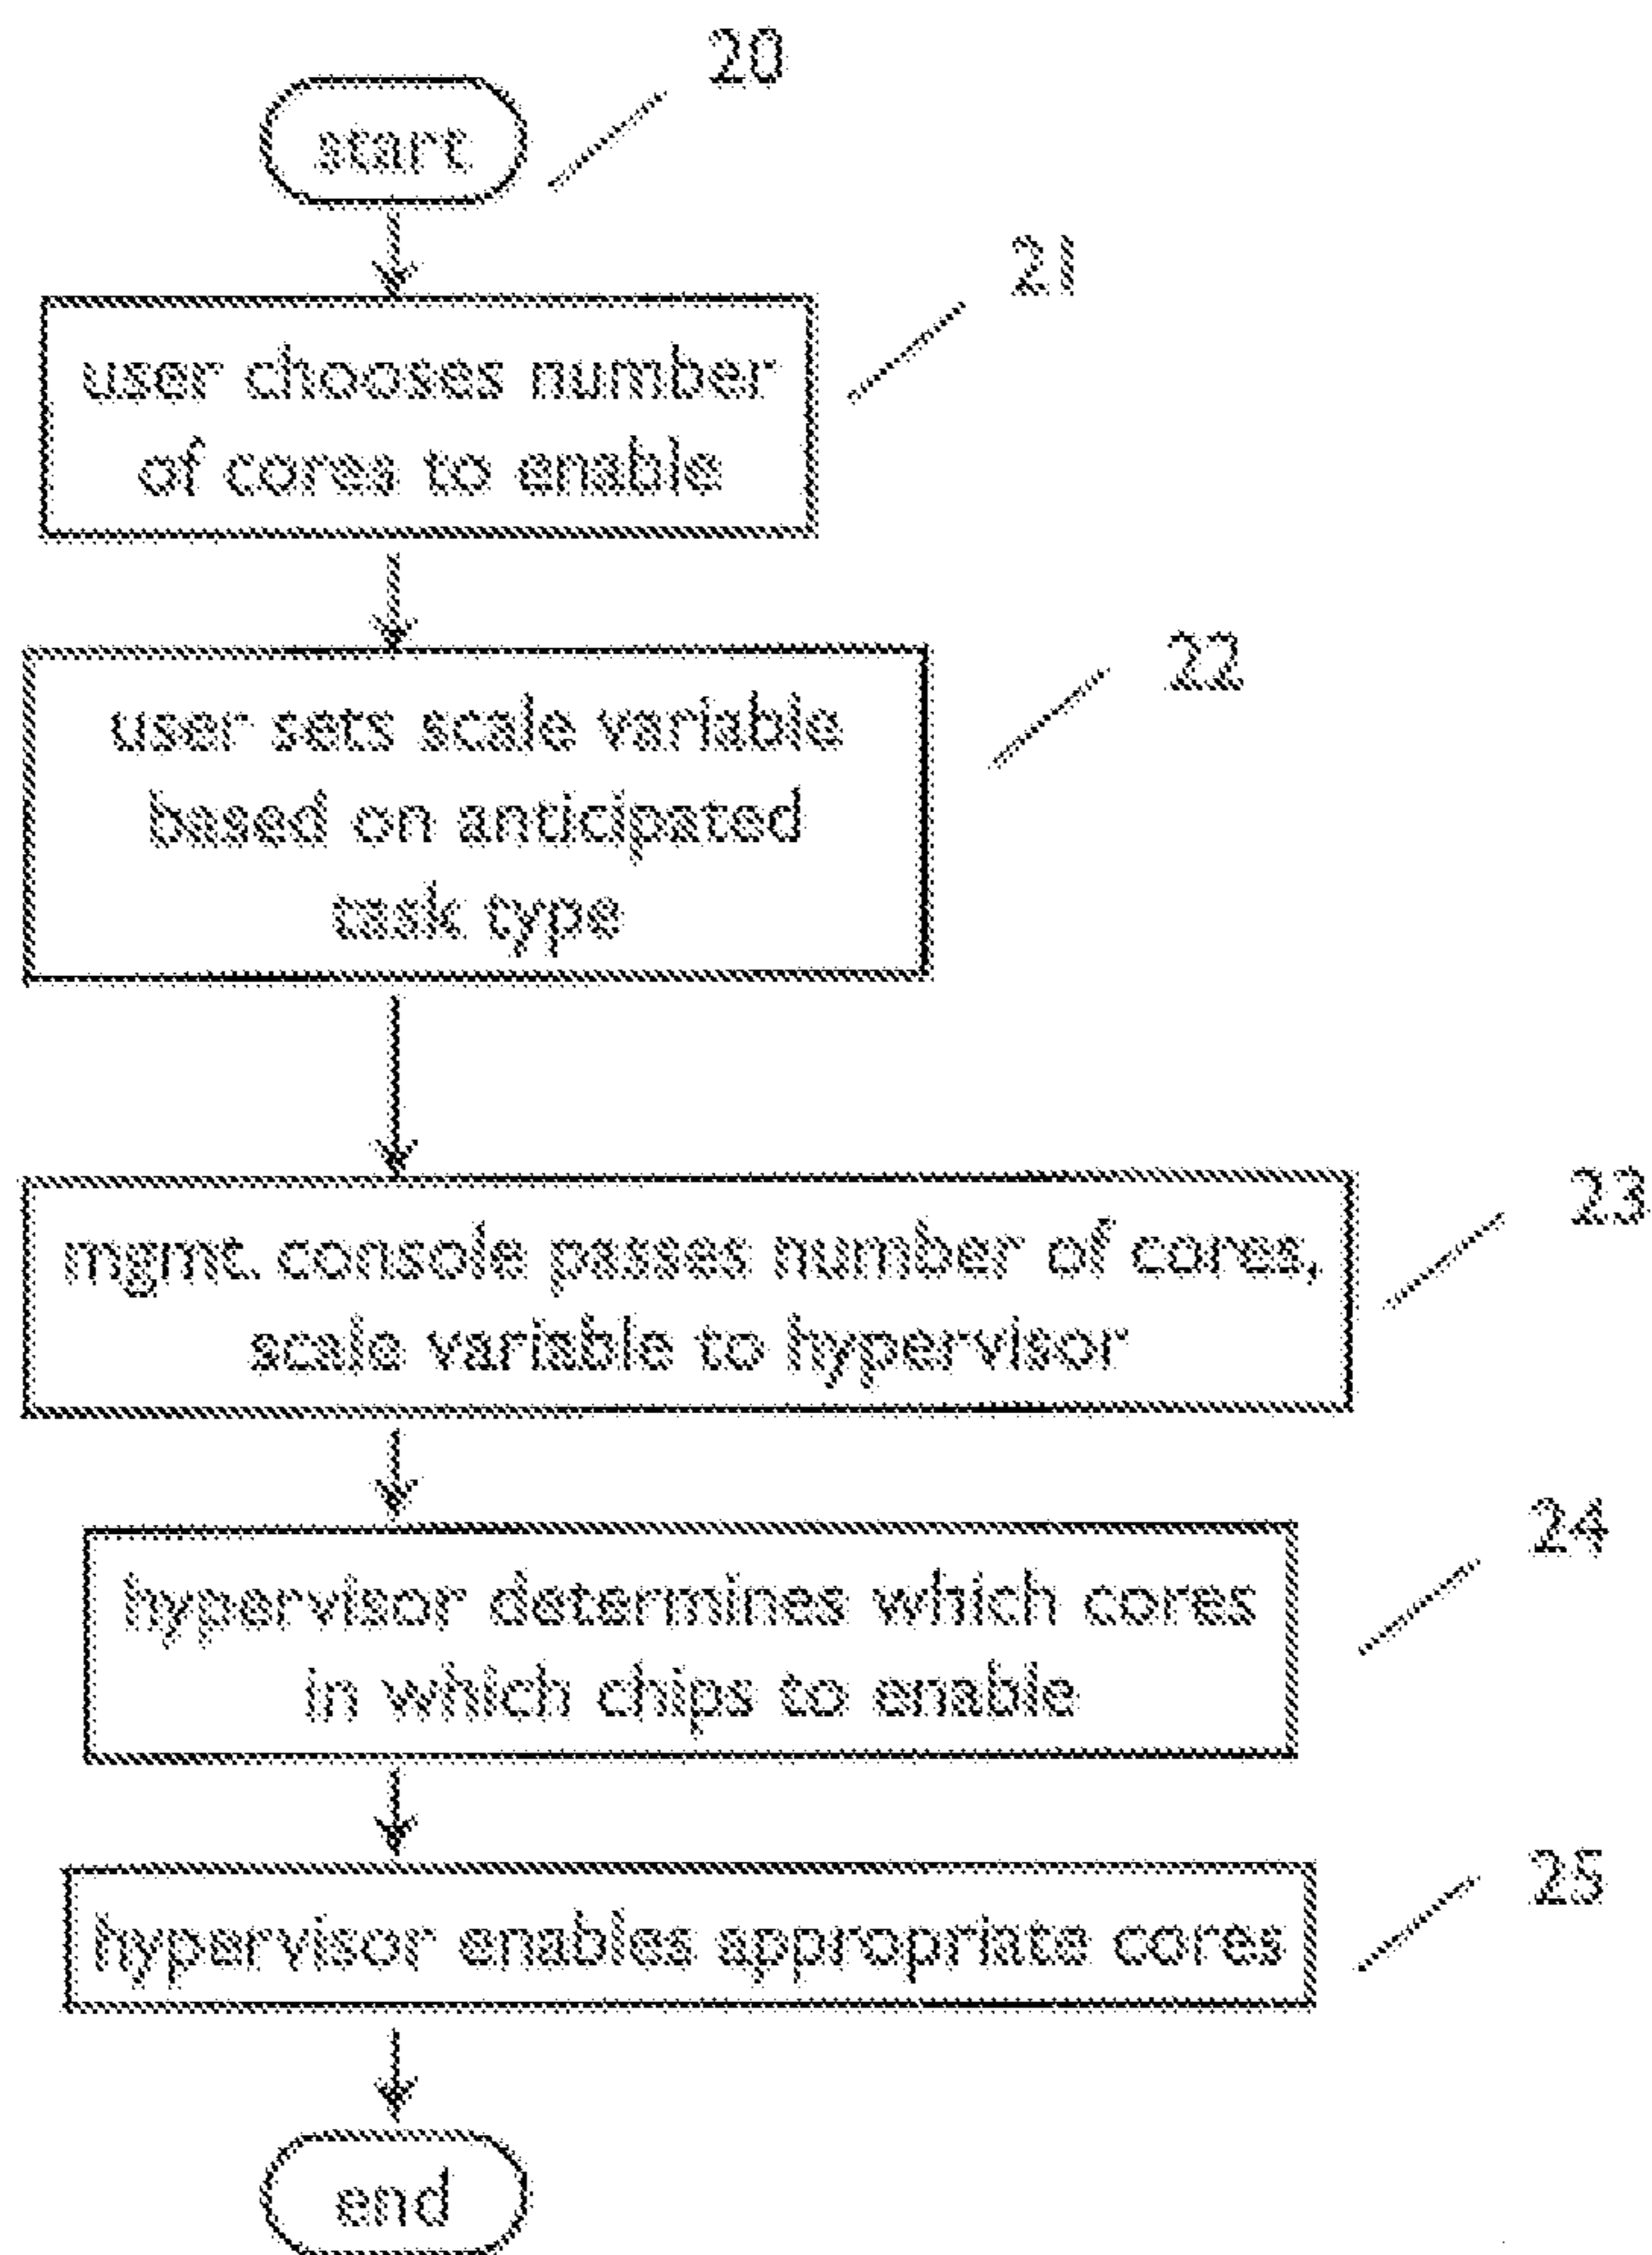 20
start
21
user chooses number
of cores to enable
22
user sets scale variable
based on anticipated
task type
23
mgmt. console passes number of cores,
scale variable to hypervisor
24
hypervisor determines which cores
in which chips to enable
25
hypervisor enables appropriate cores
end